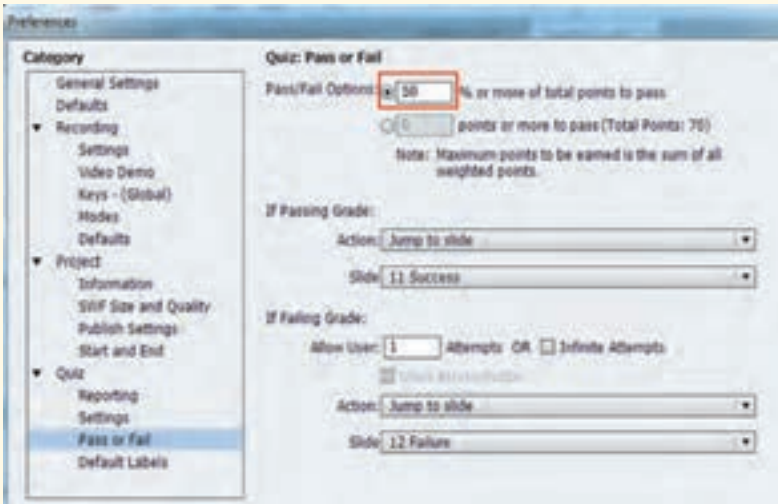 Preferences
Category
General Settings
Defaults
Recording
Settings
Video Demo
Keys - (Global)
Modes
Defaults
Project
Information
SWF Size and Quality
Publish Settings
Start and End
Quiz
Reporting
Settings
Pass or Fail
Default Labels
Quiz: Pass or Fail
Pass/Fail Options: 50 % or more of total points to pass
points or more to pass (Total Points: 70)
Note: Maximum points to be earned is the sum of all
weighted points.
If Passing Grade:
Action: Jump to slide
Slide 11 Success
If Failing Grade:
Allow User: 1 Attempts OR Infinite Attempts
Action: Jump to slide
Slide 12 Failure